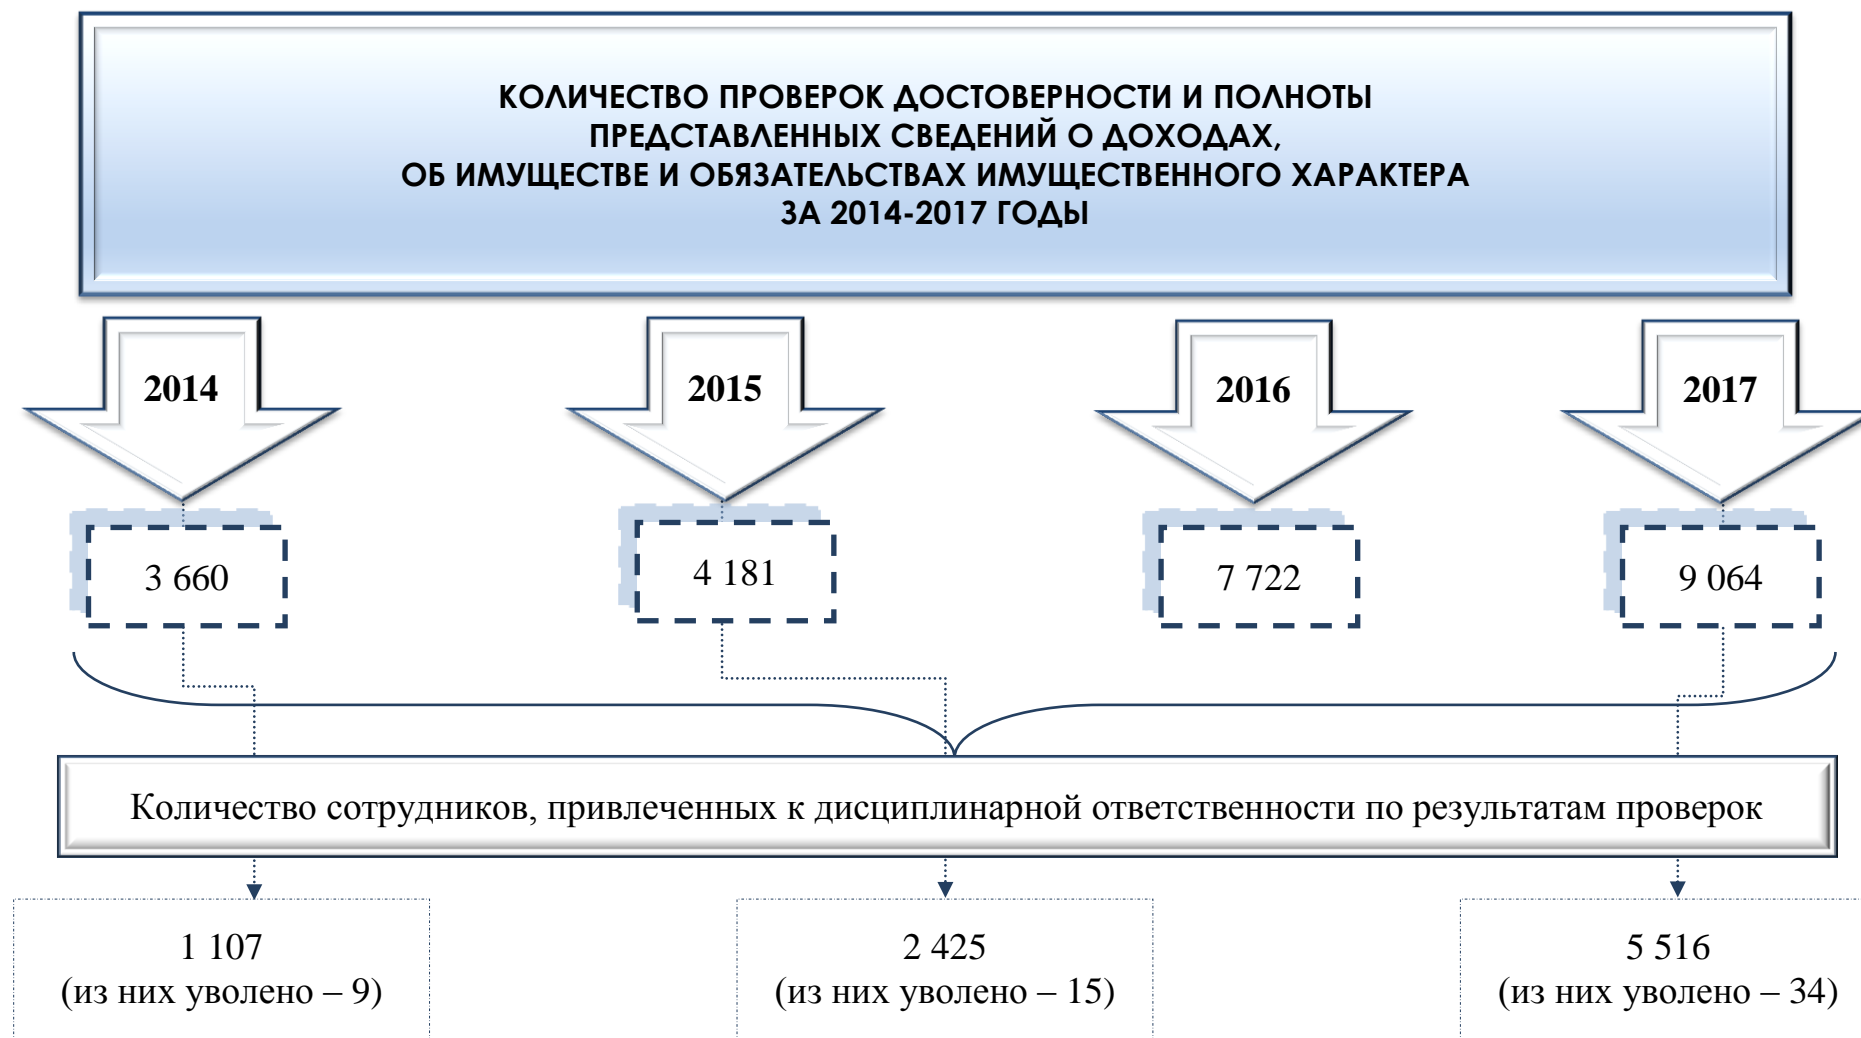 КОЛИЧЕСТВО ПРОВЕРОК ДОСТОВЕРНОСТИ И ПОЛНОТЫ
ПРЕДСТАВЛЕННЫХ СВЕДЕНИЙ О ДОХОДАХ,
ОБ ИМУЩЕСТВЕ И ОБЯЗАТЕЛЬСТВАХ ИМУЩЕСТВЕННОГО ХАРАКТЕРА
ЗА 2014-2017 ГОДЫ
2014
2015
2016
2017
3 660
4 181
7 722
9 064
Количество сотрудников, привлеченных к дисциплинарной ответственности по результатам проверок
1 107
(из них уволено – 9)
2 425
(из них уволено – 15)
5 516
(из них уволено – 34)